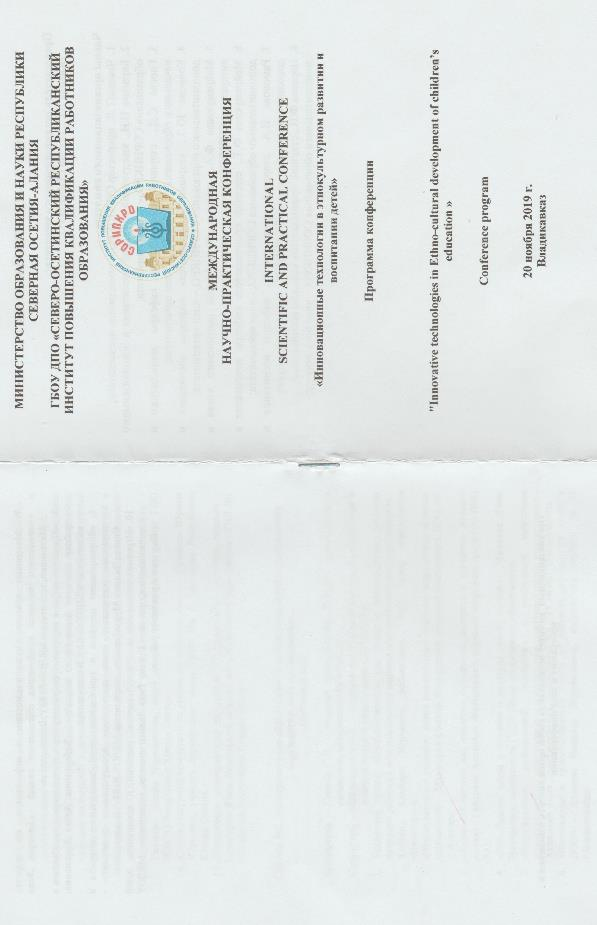 МИНИСТЕРСТВО ОБРАЗОВАНИЯ И НАУКИ РЕСПУБЛИКИ
СЕВЕРНАЯ ОСЕТИЯ-АЛАНИЯ
ГБОУ ДПО «СЕВЕРО-ОСЕТИНСКИЙ РЕСПУБЛИКАНСКИЙ
ИНСТИТУТ ПОВЫШЕНИЯ КВАЛИФИКАЦИИ РАБОТНИКОВ
ОБРАЗОВАНИЯ»
СОРИПКРО
МЕЖДУНАРОДНАЯ
НАУЧНО-ПРАКТИЧЕСКАЯ КОНФЕРЕНЦИЯ
INTERNATIONAL
SCIENTIFIC AND PRACTICAL CONFERENCE
«Инновационные технологии в этнокультурном развитии и
воспитании детей»
Программа конференции
"Innovative technologies in Ethno-cultural development of children's
education »
Conference program
20 ноября 2019 г.
Владикавказ